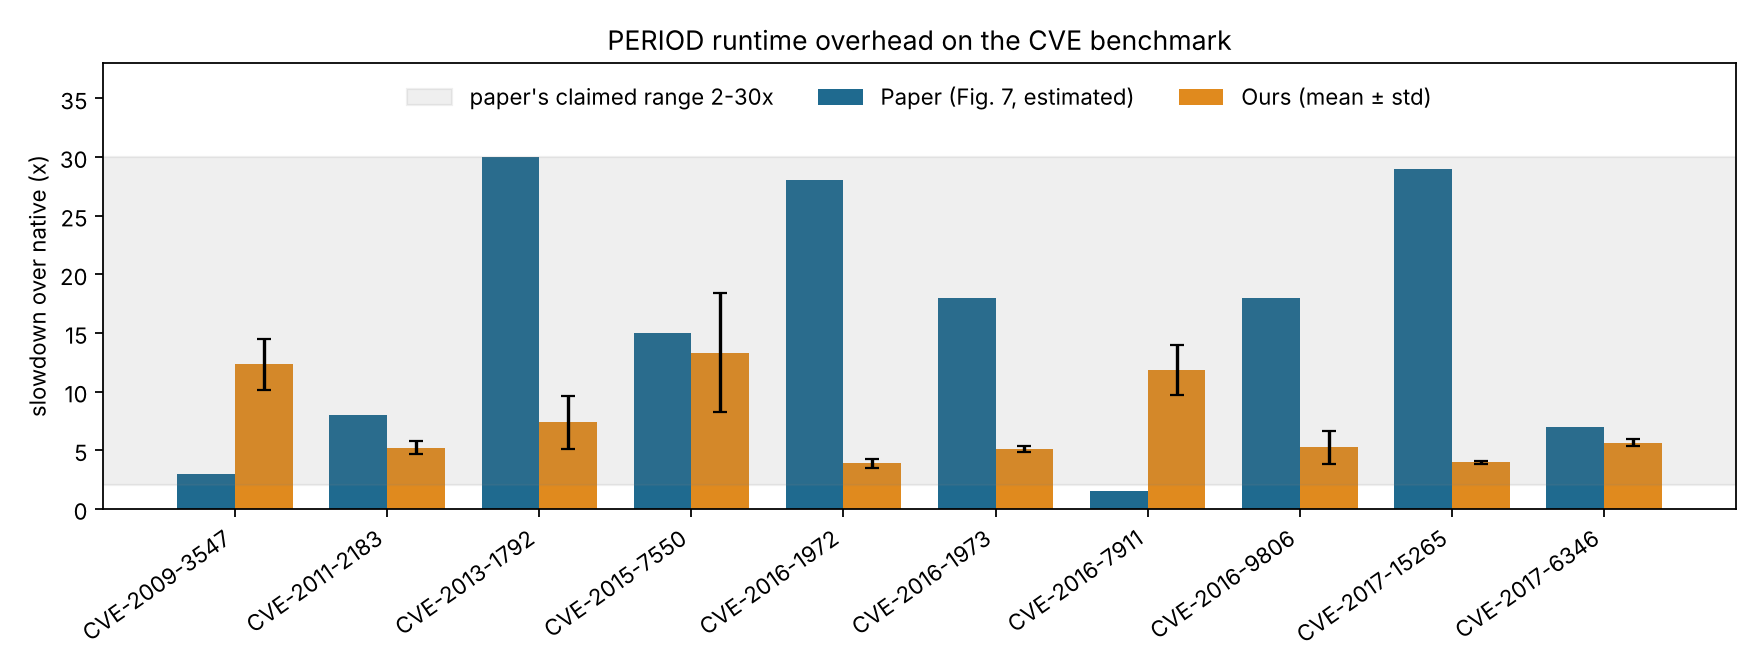 PERIOD runtime overhead on the CVE benchmark
paper's claimed range 2-30x
Paper (Fig. 7, estimated)
Ours (mean ± std)
slowdown over native (x)
35
30
25
20
15
10
5
0
CVE-2009-3547
CVE-2011-2183
CVE-2013-1792
CVE-2015-7550
CVE-2016-1972
CVE-2016-1973
CVE-2016-7911
CVE-2016-9806
CVE-2017-15265
CVE-2017-6346